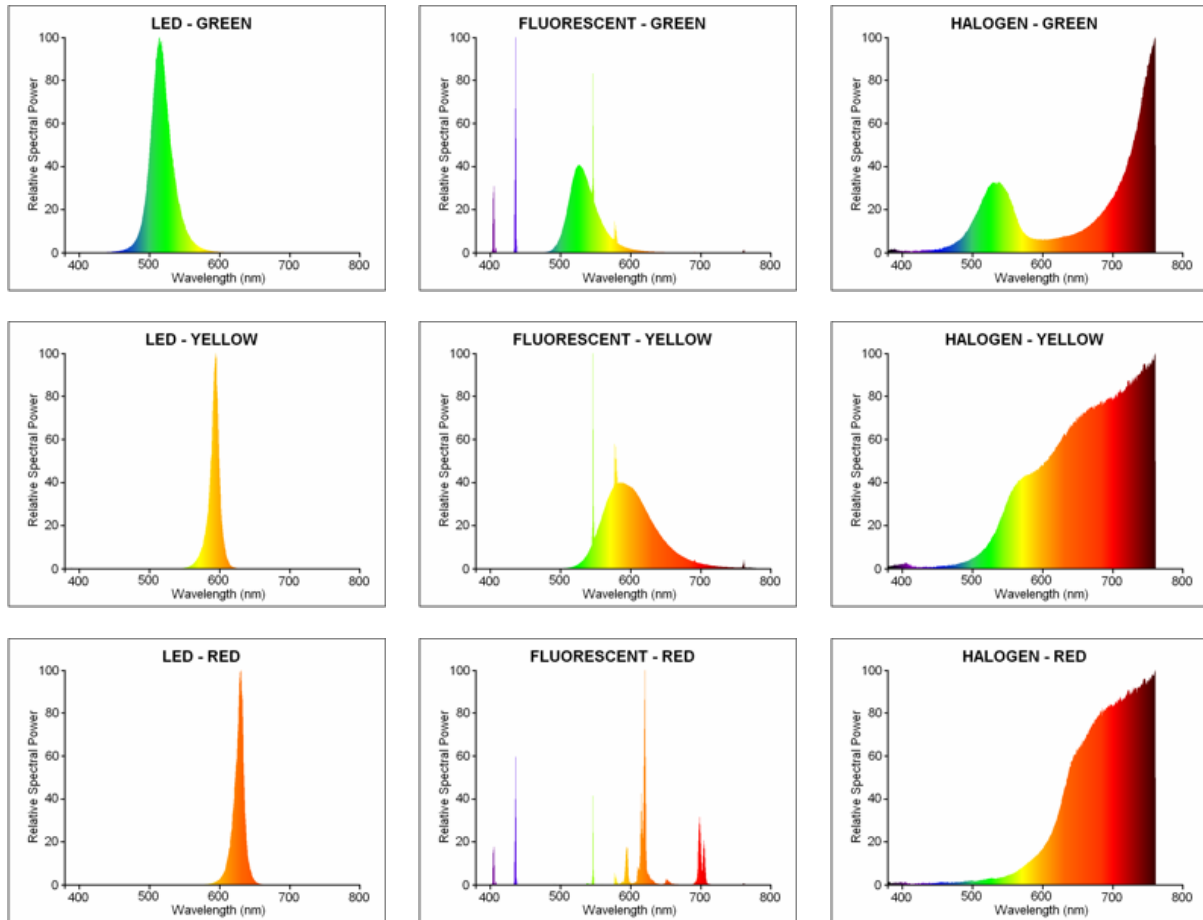 LED - GREEN
Relative Spectral Power
100
80
60
40
20
0
400 500 600 700 800
Wavelength (nm)
FLUORESCENT - GREEN
Relative Spectral Power
100
80
60
40
20
0
400 500 600 700 800
Wavelength (nm)
HALOGEN - GREEN
Relative Spectral Power
100
80
60
40
20
0
400 500 600 700 800
Wavelength (nm)
LED - YELLOW
Relative Spectral Power
100
80
60
40
20
0
400 500 600 700 800
Wavelength (nm)
FLUORESCENT - YELLOW
Relative Spectral Power
100
80
60
40
20
0
400 500 600 700 800
Wavelength (nm)
HALOGEN - YELLOW
Relative Spectral Power
100
80
60
40
20
0
400 500 600 700 800
Wavelength (nm)
LED - RED
Relative Spectral Power
100
80
60
40
20
0
400 500 600 700 800
Wavelength (nm)
FLUORESCENT - RED
Relative Spectral Power
100
80
60
40
20
0
400 500 600 700 800
Wavelength (nm)
HALOGEN - RED
Relative Spectral Power
100
80
60
40
20
0
400 500 600 700 800
Wavelength (nm)